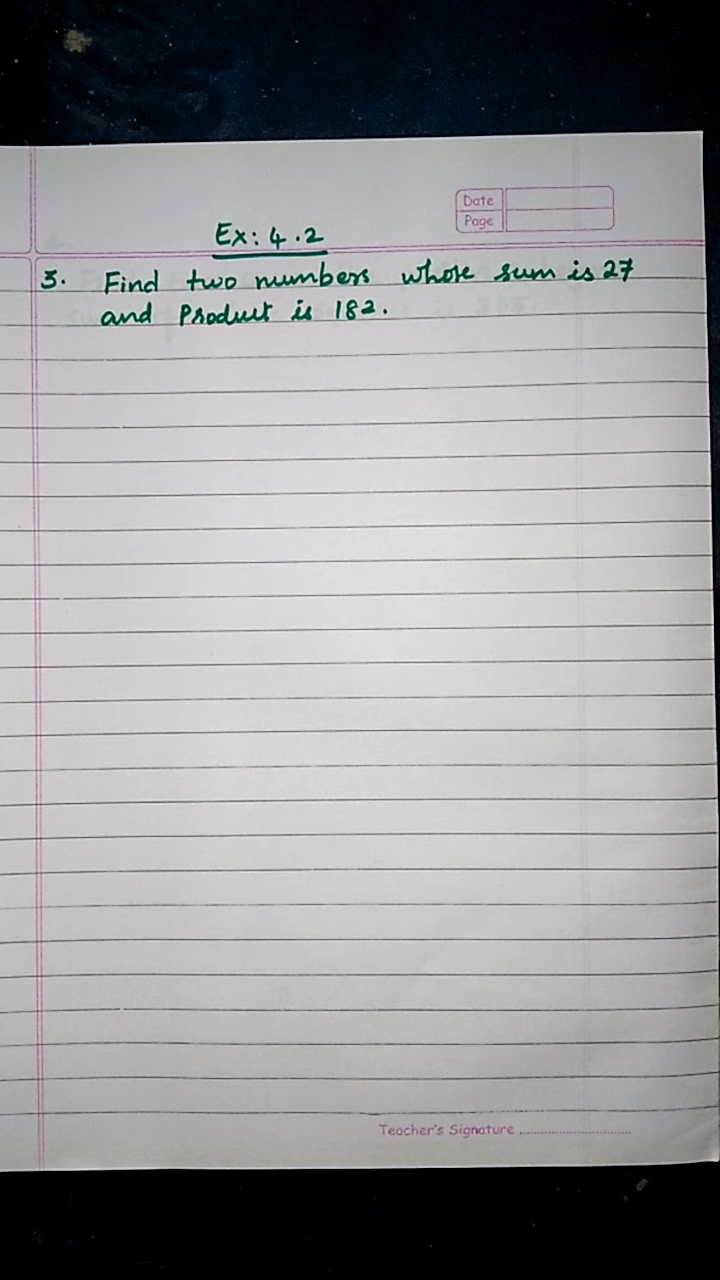 Date
Page
Ex: 4.2
3. Find two numbers whose sum is 27
and Product is 182.
Teacher's Signature ..............................